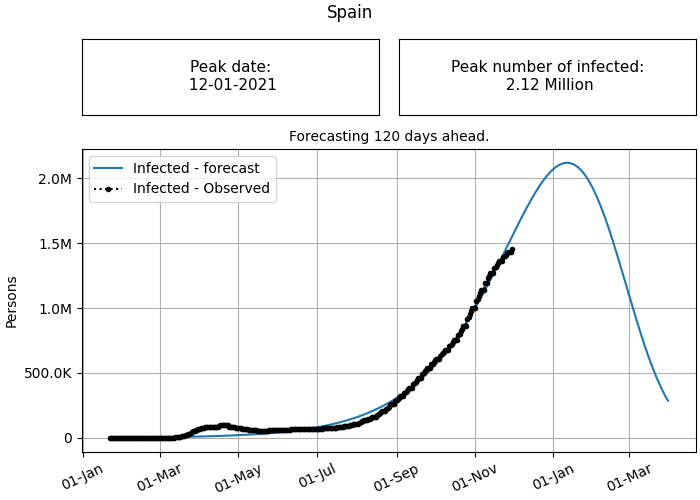 Spain
Peak date:
12-01-2021
Peak number of infected:
2.12 Million
Forecasting 120 days ahead.
Infected - forecast
Infected - Observed
Persons
2.0M
1.5M
1.0M
500.0K
0
01-Jan
01-Mar
01-May
01-Jul
01-Sep
01-Nov
01-Jan
01-Mar